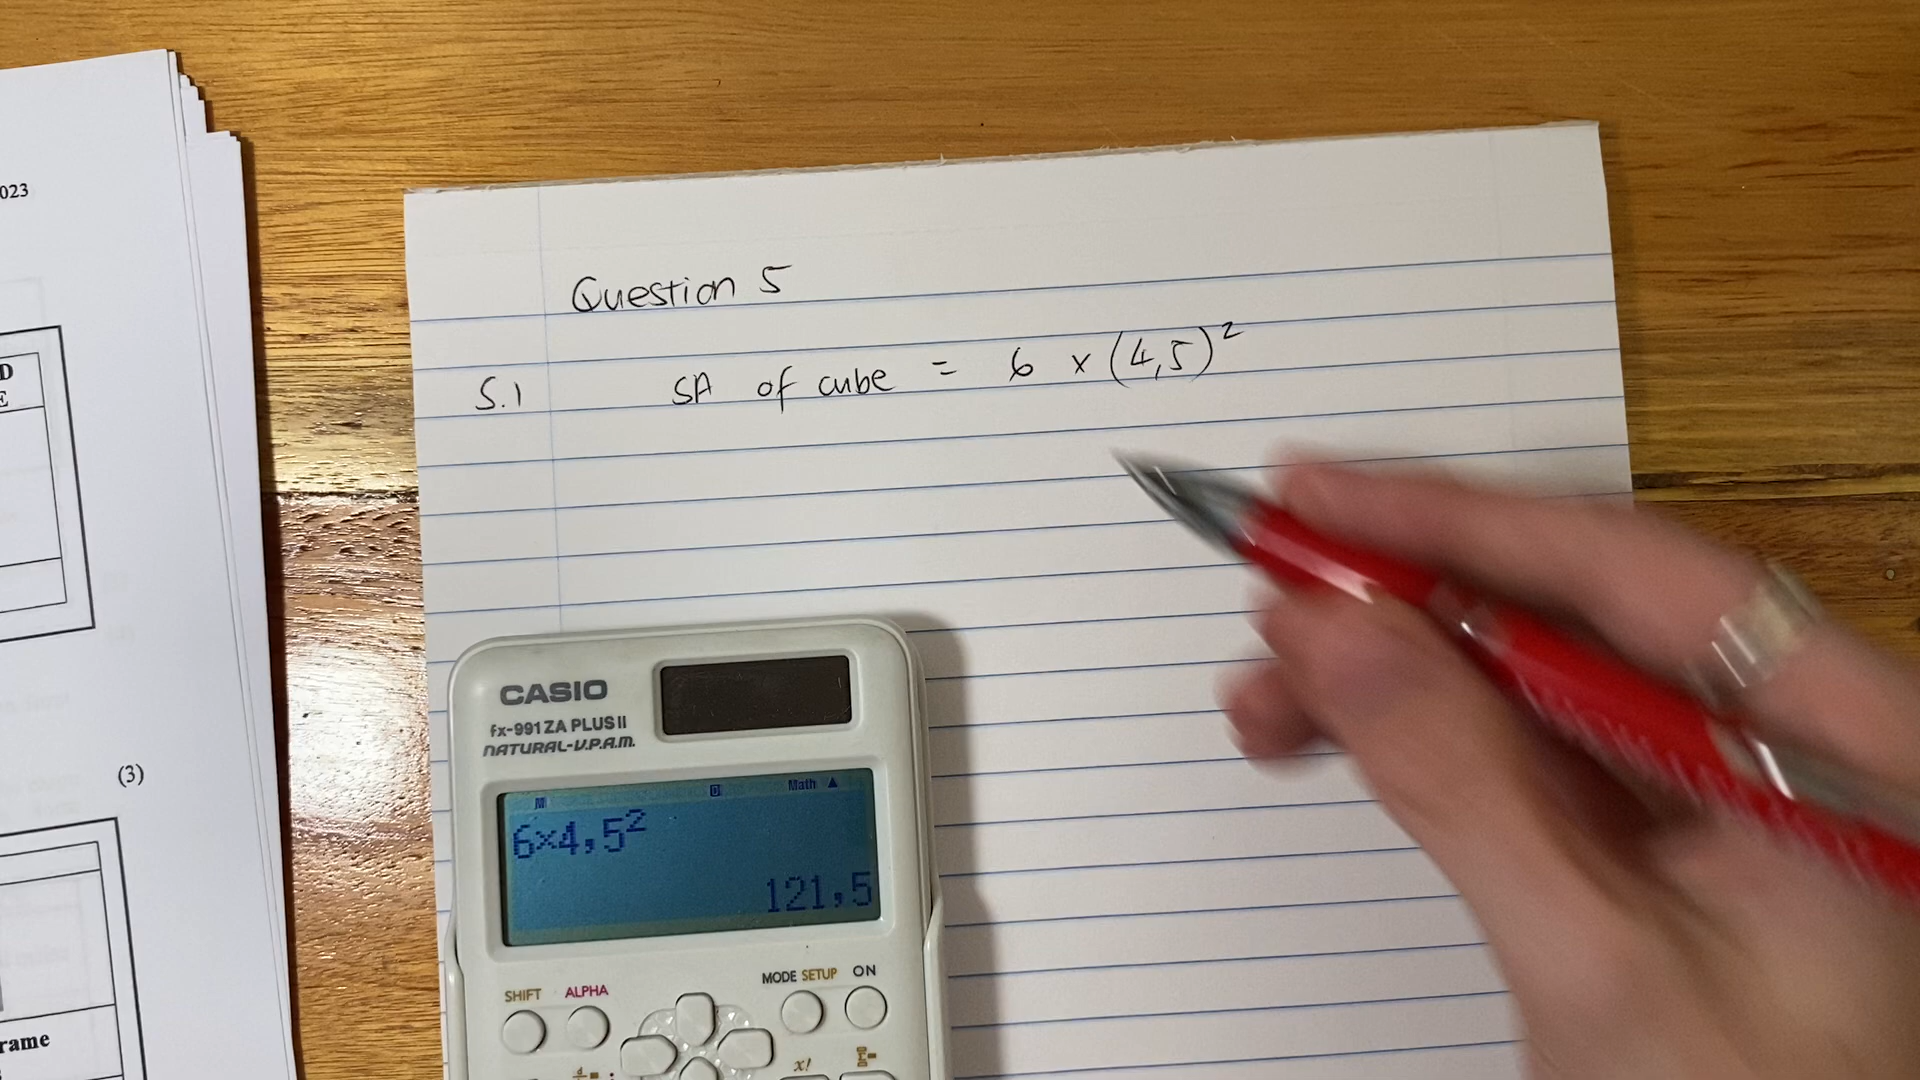 023
D
E
(3)
rame
Question 5
5.1 SA of cube = 6 × (4,5)²
CASIO
fx-991ZA PLUS II
NATURAL-V.P.A.M.
M D Math ▲
6×4,5²
121,5
SHIFT ALPHA MODE SETUP ON
x!